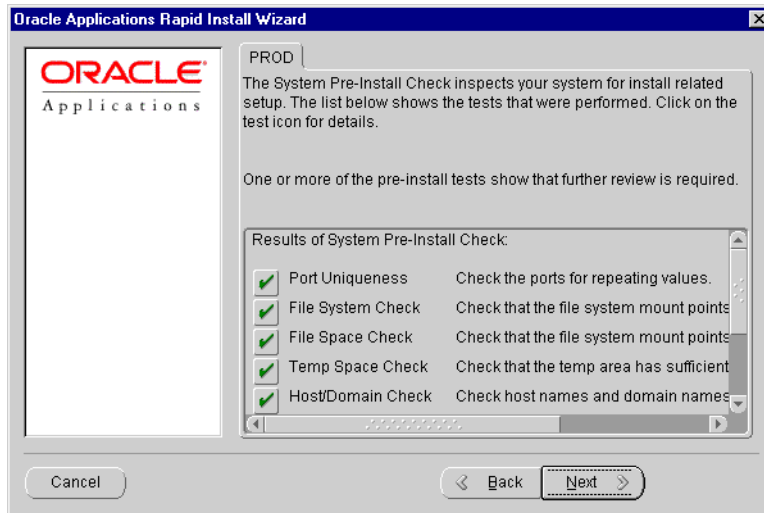 Oracle Applications Rapid Install Wizard
ORACLE
Applications
PROD
The System Pre-Install Check inspects your system for install related
setup. The list below shows the tests that were performed. Click on the
test icon for details.
One or more of the pre-install tests show that further review is required.
Results of System Pre-Install Check:
Port Uniqueness Check the ports for repeating values.
File System Check Check that the file system mount points
File Space Check Check that the file system mount points
Temp Space Check Check that the temp area has sufficient
Host/Domain Check Check host names and domain names
Cancel Back Next